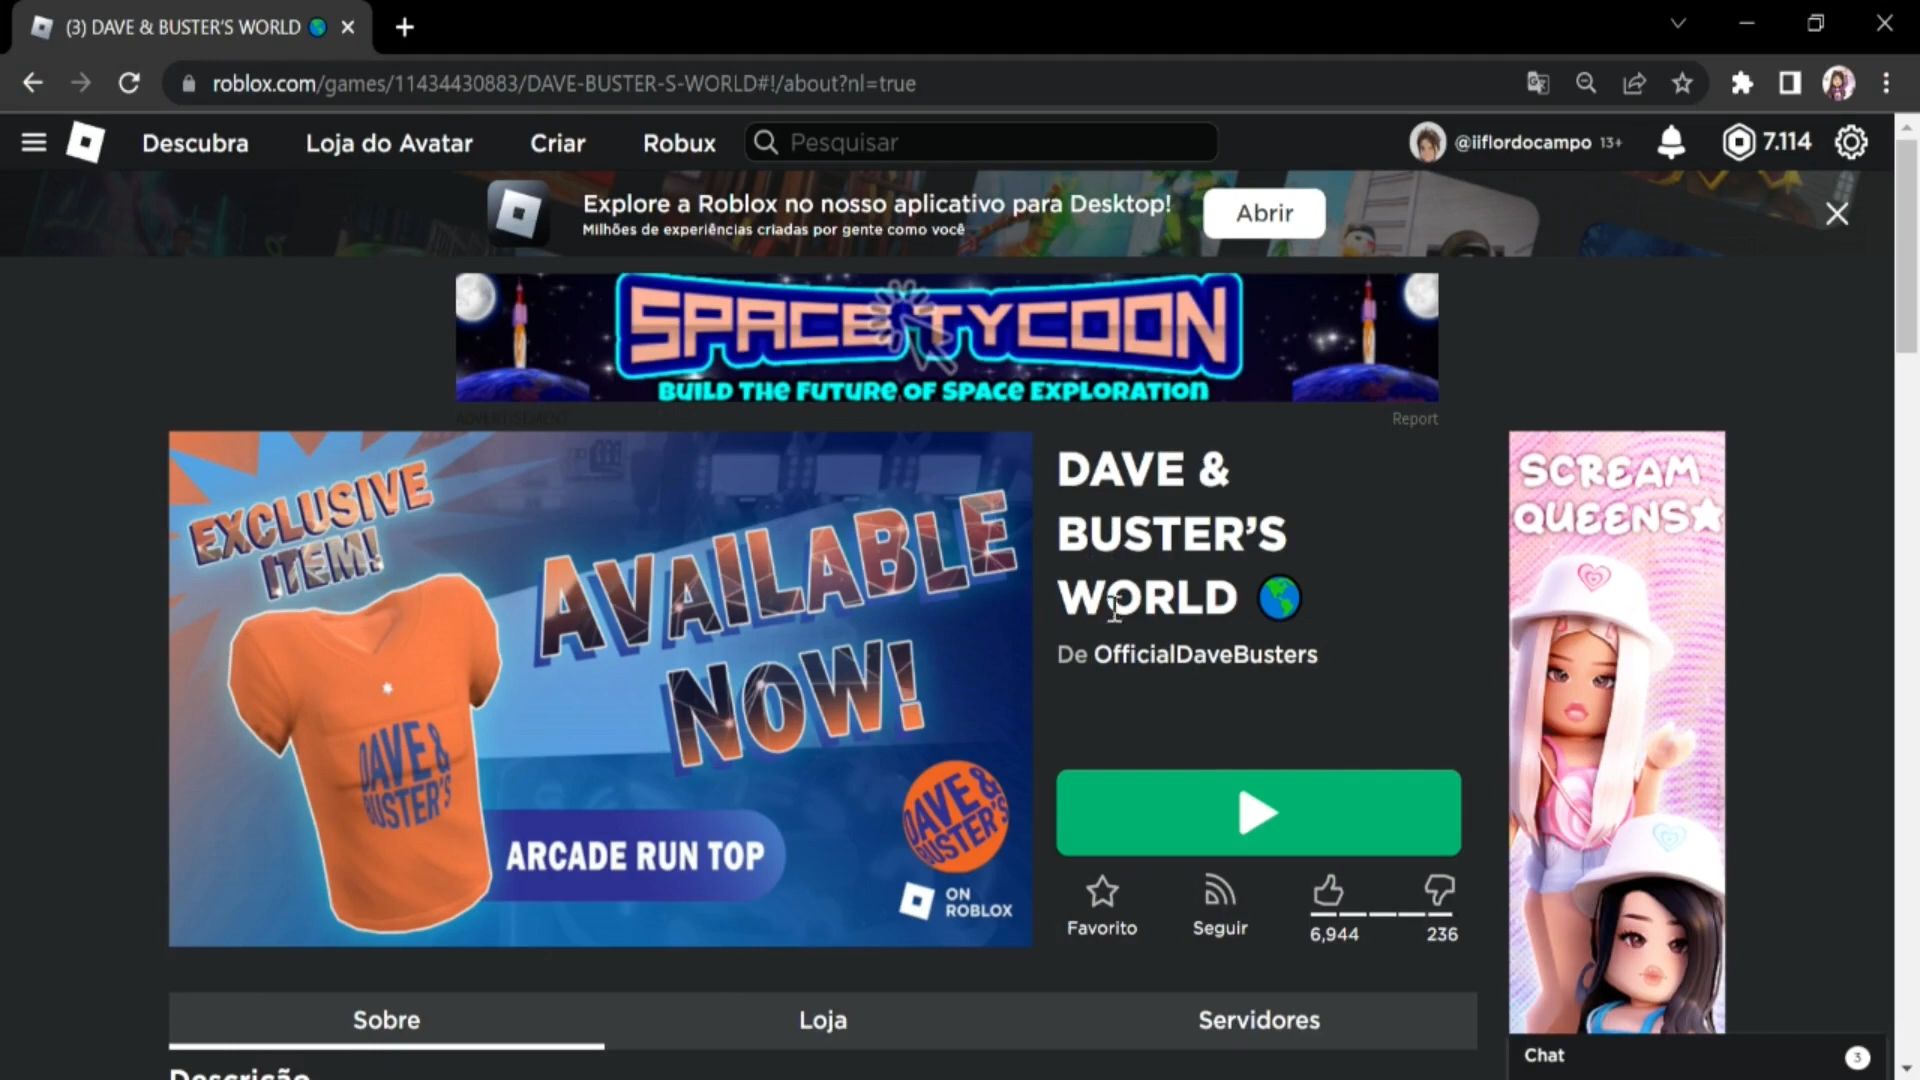 (3) DAVE & BUSTER'S WORLD 🌎
roblox.com/games/11434430883/DAVE-BUSTER-S-WORLD#!/about?nl=true
Descubra
Loja do Avatar
Criar
Robux
Pesquisar
@iiflordocampo 13+
7.114
Explore a Roblox no nosso aplicativo para Desktop!
Milhões de experiências criadas por gente como você
Abrir
SPACE TYCOON
BUILD THE FUTURE OF SPACE EXPLORATION
ADVERTISEMENT
Report
EXCLUSIVE
ITEM!
AVAILABLE
NOW!
DAVE &
BUSTER'S
ARCADE RUN TOP
DAVE &
BUSTER'S
ON
ROBLOX
DAVE &
BUSTER'S
WORLD 🌎
De OfficialDaveBusters
Favorito
Seguir
6,944
236
SCREAM
QUEENS
Sobre
Loja
Servidores
Descrição
Chat
3